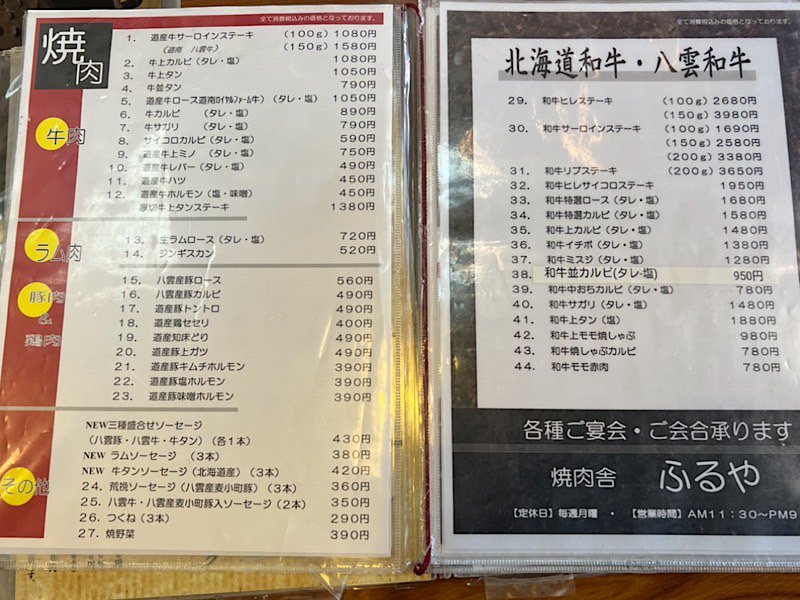 全て消費税込みの価格となっております。
焼肉
牛肉
1. 道産牛サーロインステーキ （100g）1080円
（道南 八雲牛） （150g）1580円
2. 牛上カルビ（タレ・塩） 1080円
3. 牛上タン 1050円
4. 牛並タン 790円
5. 道産牛ロース道南ﾛｲﾔﾙﾌｧｰﾑ牛）（タレ・塩） 1050円
6. 牛カルビ （タレ・塩） 890円
7. 牛サガリ （タレ・塩） 790円
8. サイコロカルビ（タレ・塩） 590円
9. 道産牛上ミノ （タレ・塩） 750円
10. 道産牛レバー（タレ・塩） 490円
11. 道産牛ハツ 450円
12. 道産牛ホルモン（塩・味噌） 450円
厚切牛上タンステーキ 1380円
ラム肉
13. 生ラムロース（タレ・塩） 720円
14. ジンギスカン 520円
豚肉
&
鶏肉
15. 八雲産豚ロース 560円
16. 八雲産豚カルビ 490円
17. 道産豚トントロ 490円
18. 道産鶏セセリ 400円
19. 道産知床どり 490円
20. 道産豚上ガツ 490円
21. 道産豚キムチホルモン 390円
22. 道産豚塩ホルモン 390円
23. 道産豚味噌ホルモン 390円
その他
NEW三種盛合せソーセージ
（八雲豚・八雲牛・牛タン）（各1本） 430円
NEW ラムソーセージ （3本） 380円
NEW 牛タンソーセージ（北海道産）（3本） 420円
24. 荒挽ソーセージ（八雲産麦小町豚）（3本） 360円
25. 八雲牛・八雲産麦小町豚入ソーセージ（2本） 350円
26. つくね（3本） 290円
27. 焼野菜 390円
全て消費税込みの価格となっております。
北海道和牛・八雲和牛
29. 和牛ヒレステーキ （100g）2680円
（150g）3980円
30. 和牛サーロインステーキ （100g）1690円
（150g）2580円
（200g）3380円
31. 和牛リブステーキ （200g）3650円
32. 和牛ヒレサイコロステーキ 1950円
33. 和牛特選ロース（タレ・塩） 1680円
34. 和牛特選カルビ（タレ・塩） 1580円
35. 和牛上カルビ（タレ・塩） 1480円
36. 和牛イチボ（タレ・塩） 1380円
37. 和牛ミスジ（タレ・塩） 1280円
38. 和牛並カルビ(タレ・塩) 950円
39. 和牛中おちカルビ（タレ・塩） 780円
40. 和牛サガリ（タレ・塩） 1480円
41. 和牛上タン（塩） 1880円
42. 和牛上モモ焼しゃぶ 980円
43. 和牛焼しゃぶカルビ 780円
44. 和牛モモ赤肉 780円
各種ご宴会・ご会合承ります
焼肉舎 ふるや
【定休日】毎週月曜 ・ 【営業時間】AM11：30～PM9